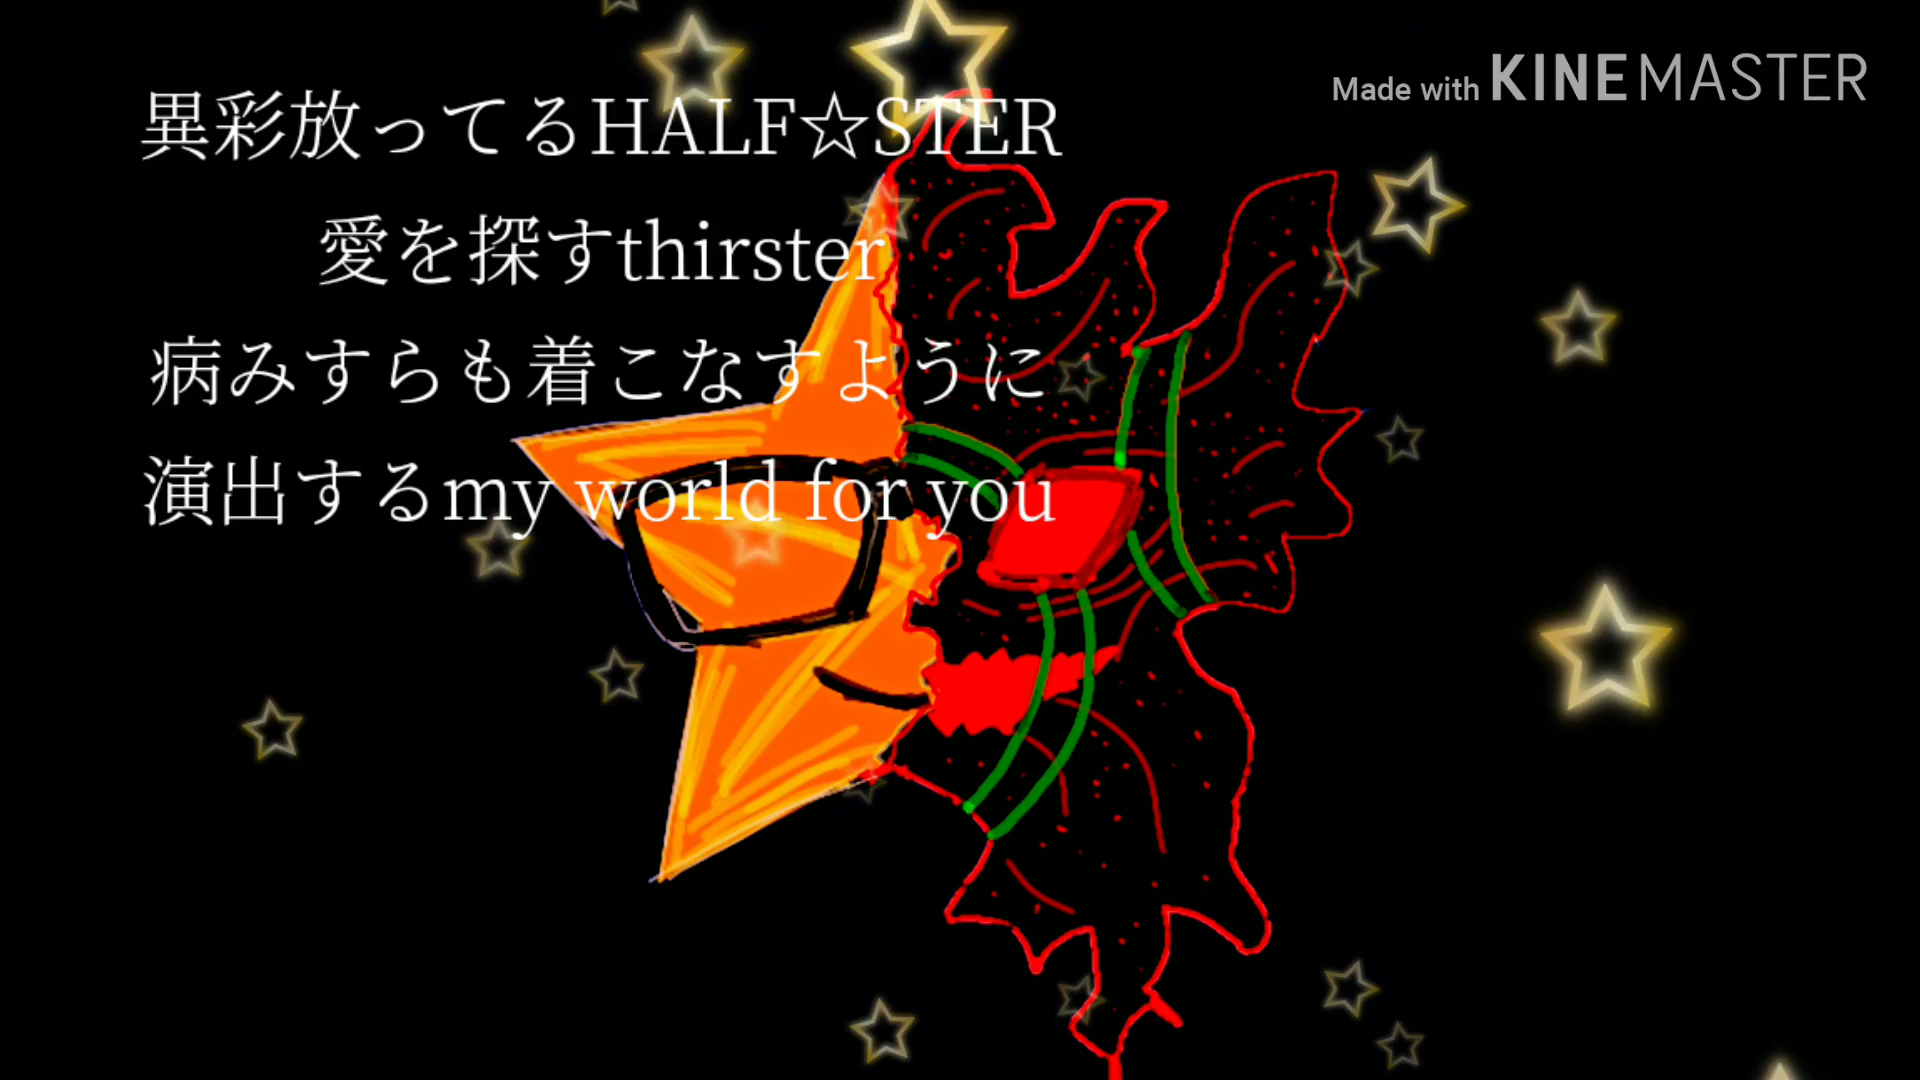 Made with KINEMASTER
異彩放ってるHALF☆STER
愛を探すthirster
病みすらも着こなすように
演出するmy world for you